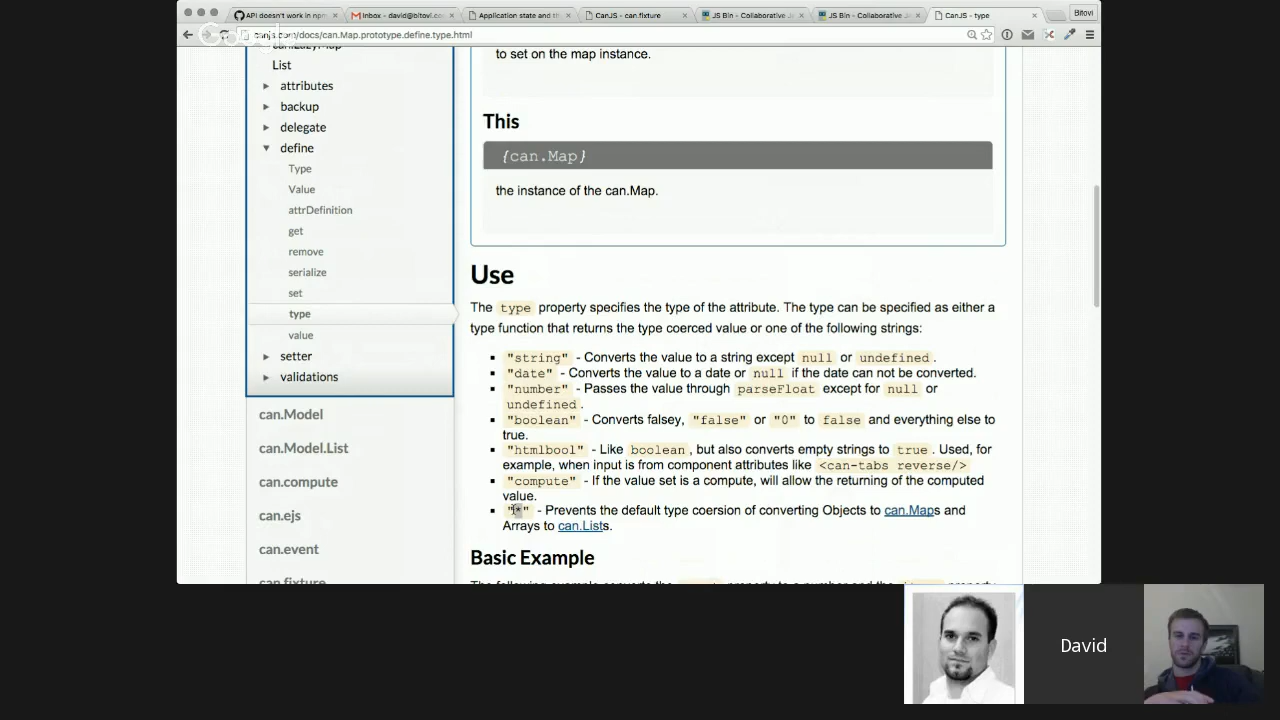 API doesn't work in npm
Inbox - david@bitovi.co
Application state and th
CanJS - can.fixture
JS Bin - Collaborative J
JS Bin - Collaborative JA
CanJS - type
Bitovi
canjs.com/docs/can.Map.prototype.define.type.html
List
attributes
backup
delegate
define
Type
Value
attrDefinition
get
remove
serialize
set
type
value
setter
validations
can.Model
can.Model.List
can.compute
can.ejs
can.event
can.fixture
to set on the map instance.
This
{can.Map}
the instance of the can.Map.
Use
The type property specifies the type of the attribute. The type can be specified as either a
type function that returns the type coerced value or one of the following strings:
"string" - Converts the value to a string except null or undefined.
"date" - Converts the value to a date or null if the date can not be converted.
"number" - Passes the value through parseFloat except for null or
undefined.
"boolean" - Converts falsey, "false" or "0" to false and everything else to
true.
"htmlbool" - Like boolean, but also converts empty strings to true. Used, for
example, when input is from component attributes like <can-tabs reverse/>
"compute" - If the value set is a compute, will allow the returning of the computed
value.
"*" - Prevents the default type coersion of converting Objects to can.Maps and
Arrays to can.Lists.
Basic Example
David